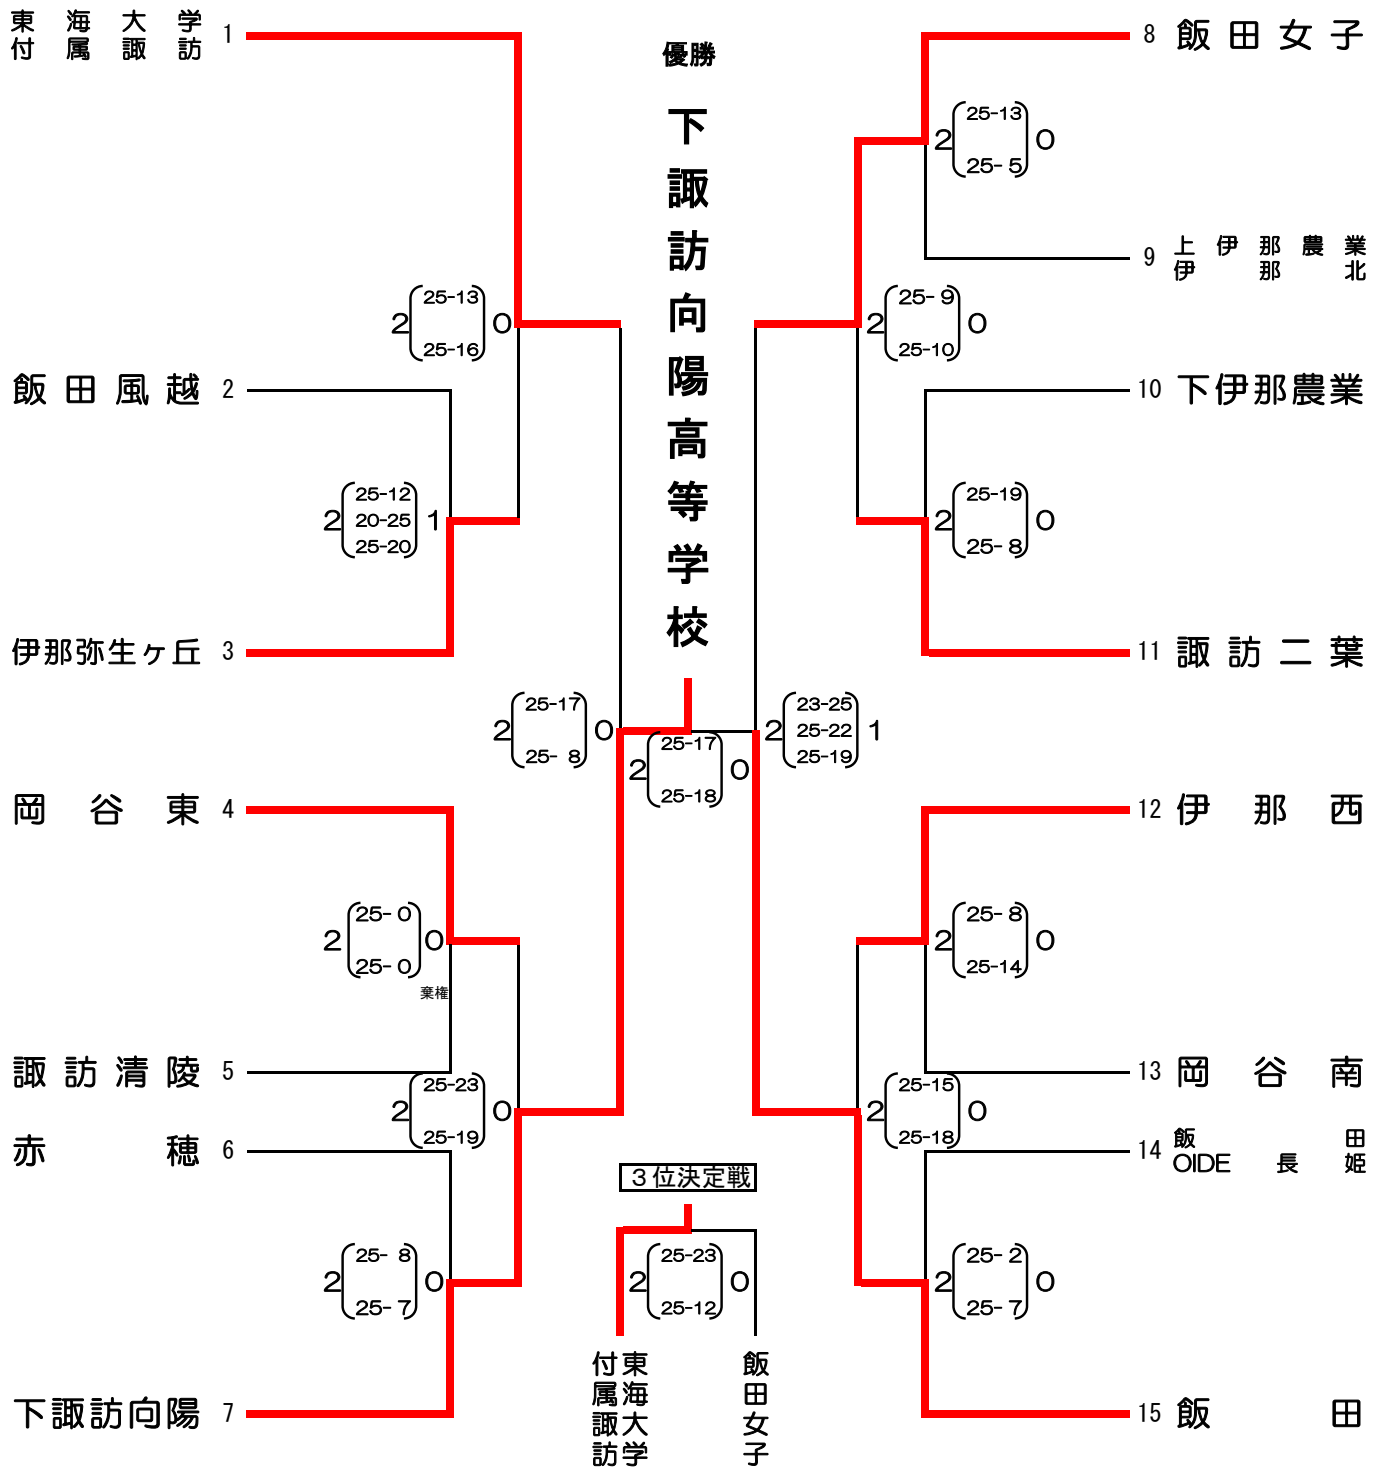 東海大学付属諏訪 1
飯田風越 2
伊那弥生ヶ丘 3
岡谷東 4
諏訪清陵 5
赤穂 6
下諏訪向陽 7
2 25-13 0
25-16
2 25-12 1
20-25
25-20
2 25-0 0
25-0
棄権
2 25-23 0
25-19
2 25-8 0
25-7
2 25-17 0
25-8
優勝
下諏訪向陽高等学校
2 25-17 0
25-18
3位決定戦
2 25-23 0
25-12
東海大学付属諏訪
飯田女子
2 23-25 1
25-22
25-19
2 25-13 0
25-5
2 25-9 0
25-10
2 25-19 0
25-8
2 25-8 0
25-14
2 25-15 0
25-18
2 25-2 0
25-7
8 飯田女子
9 上伊那農業
伊那北
10 下伊那農業
11 諏訪二葉
12 伊那西
13 岡谷南
14 飯田
OIDE長姫
15 飯田